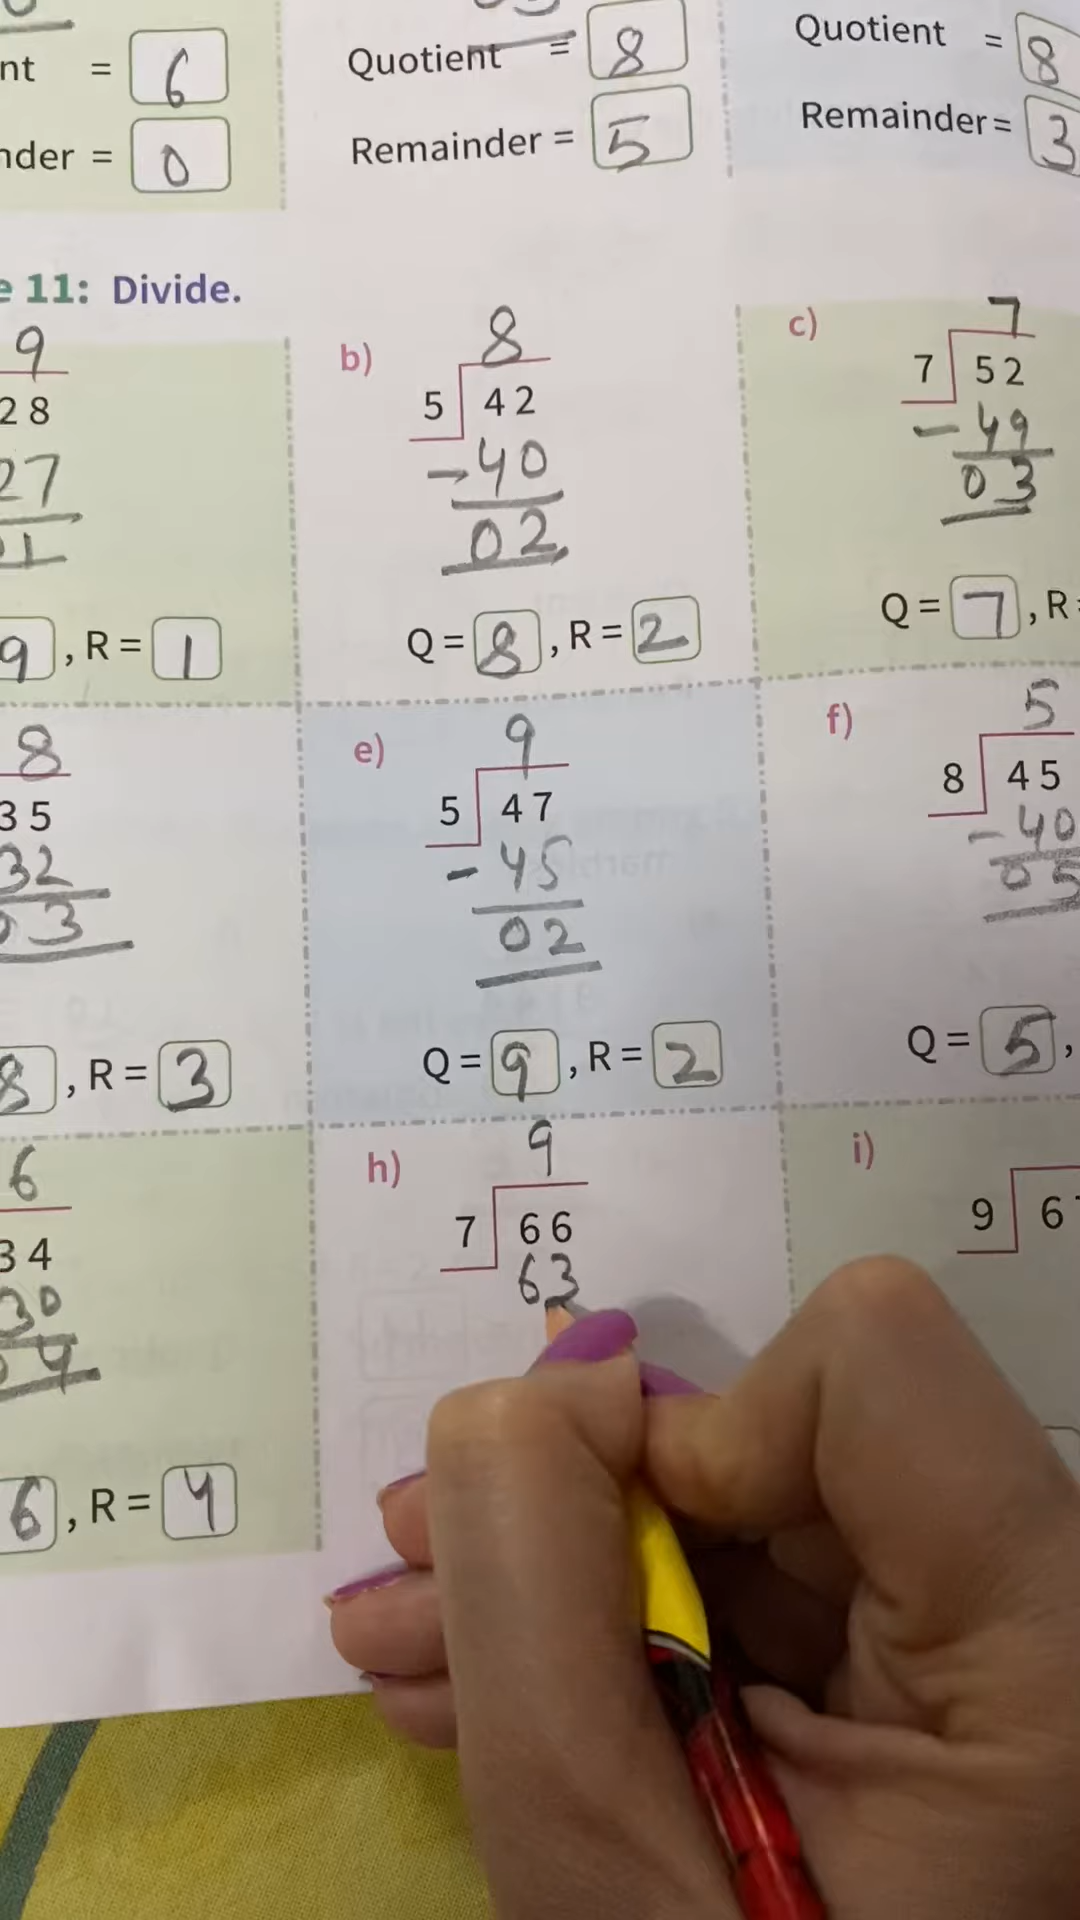 nt = 6
Quotient = 8
Quotient = 8
nder = 0
Remainder = 5
Remainder = 3
e 11: Divide.
9
28
27
01
9 , R = 1
b)
8
5 42
- 40
02
Q = 8 , R = 2
c)
7
7 52
- 49
03
Q = 7 , R =
8
35
32
03
8 , R = 3
e)
9
5 47
- 45
02
Q = 9 , R = 2
f)
5
8 45
- 40
05
Q = 5 ,
6
34
30
04
6 , R = 4
h)
9
7 66
63
i)
9 6